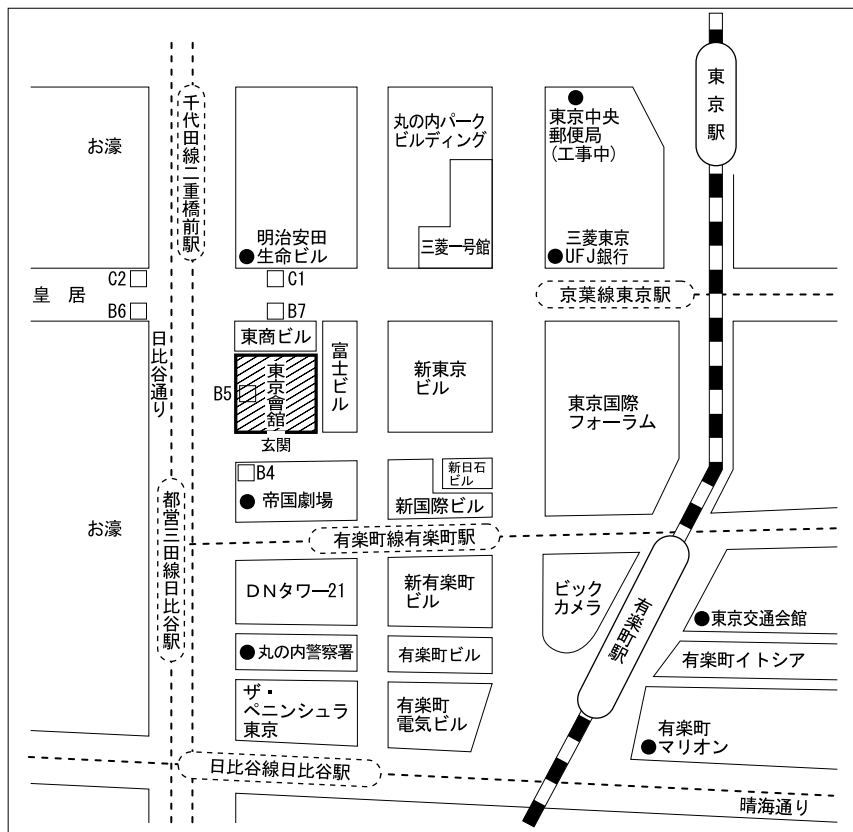 東京駅
千代田線二重橋前駅
お濠
丸の内パーク
ビルディング
東京中央
郵便局
(工事中)
明治安田
生命ビル
三菱一号館
三菱東京
UFJ銀行
C2
C1
皇居
京葉線東京駅
B6
B7
日比谷通り
東商ビル
富士ビル
新東京
ビル
東京国際
フォーラム
B5
東京會舘
玄関
B4
帝国劇場
新日石
ビル
新国際ビル
お濠
都営三田線日比谷駅
有楽町線有楽町駅
DNタワー21
新有楽町
ビル
ビック
カメラ
有楽町駅
東京交通会館
丸の内警察署
有楽町ビル
有楽町イトシア
ザ・
ペニンシュラ
東京
有楽町
電気ビル
有楽町
マリオン
日比谷線日比谷駅
晴海通り